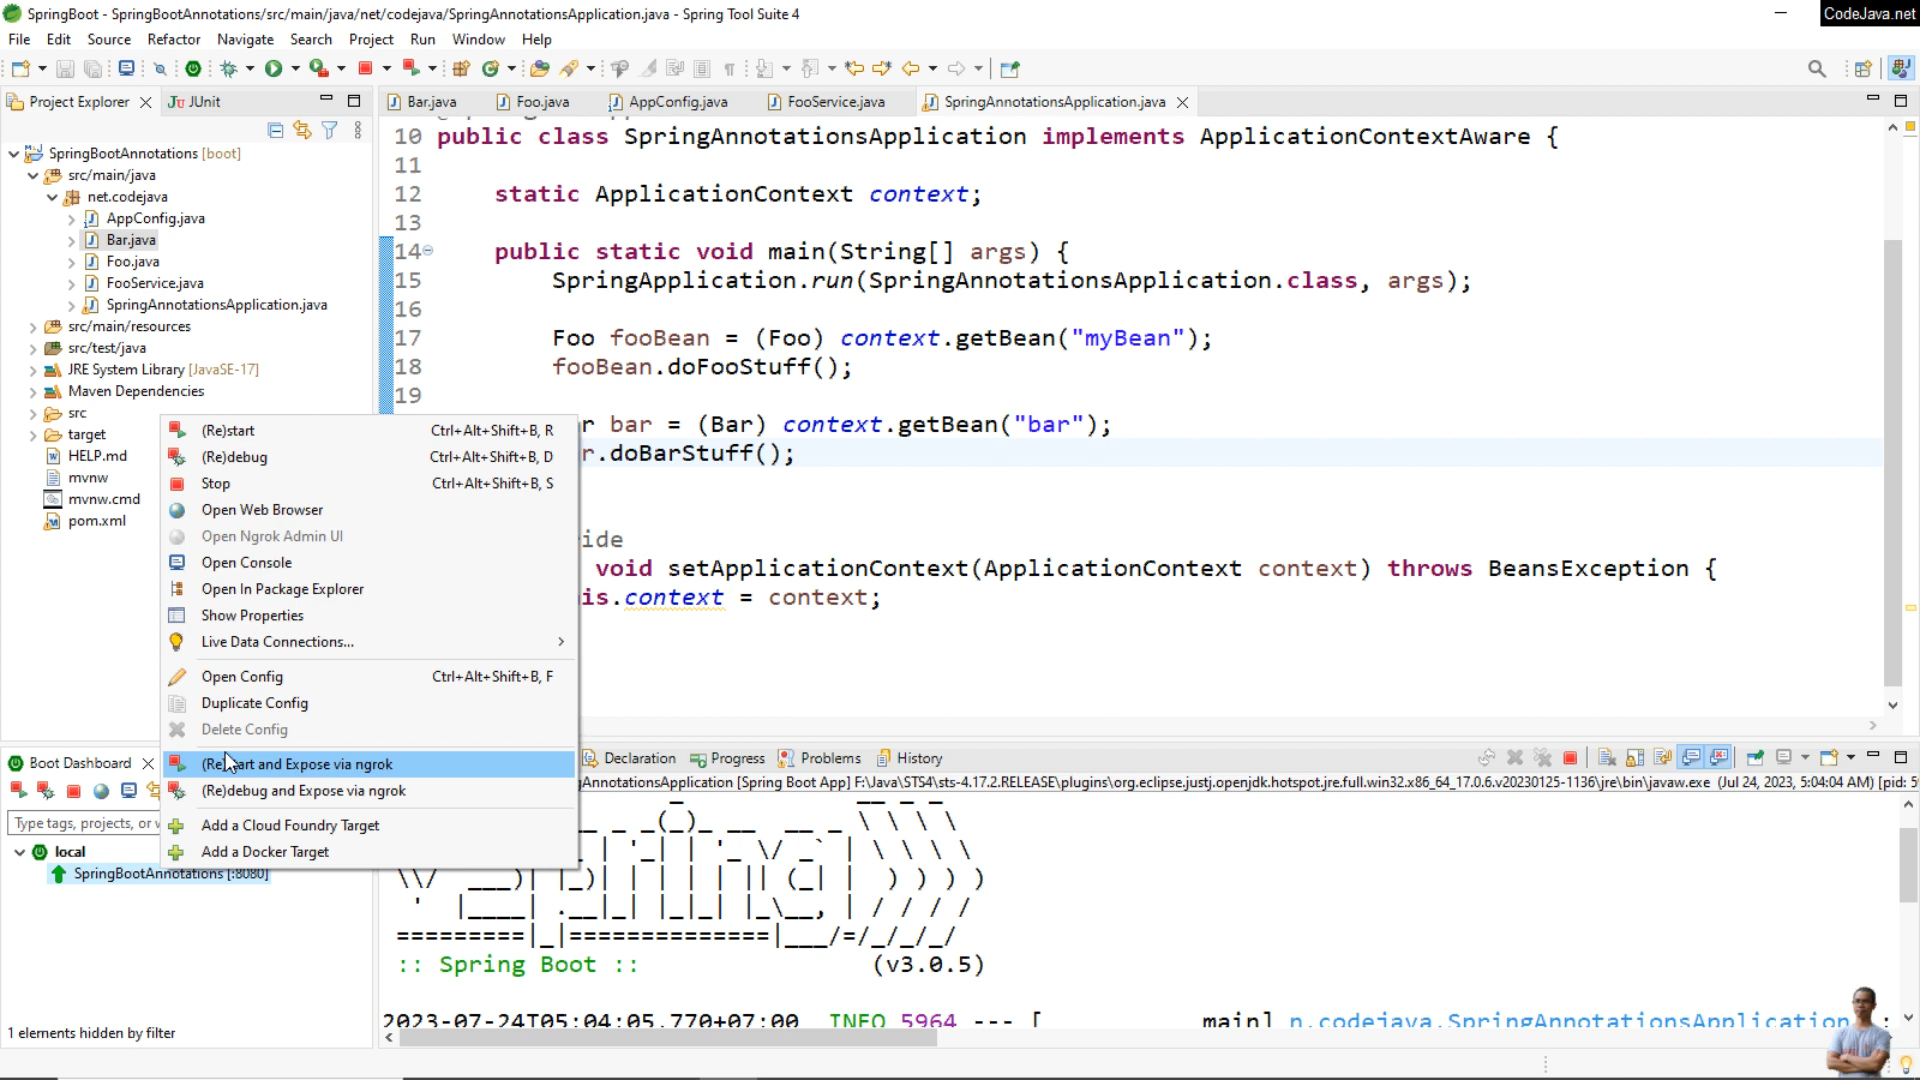 SpringBoot - SpringBootAnnotations/src/main/java/net/codejava/SpringAnnotationsApplication.java - Spring Tool Suite 4
CodeJava.net
File Edit Source Refactor Navigate Search Project Run Window Help
Project Explorer
JUnit
Bar.java
Foo.java
AppConfig.java
FooService.java
SpringAnnotationsApplication.java
SpringBootAnnotations [boot]
src/main/java
net.codejava
AppConfig.java
Bar.java
Foo.java
FooService.java
SpringAnnotationsApplication.java
src/main/resources
src/test/java
JRE System Library [JavaSE-17]
Maven Dependencies
src
target
HELP.md
mvnw
mvnw.cmd
pom.xml
10 public class SpringAnnotationsApplication implements ApplicationContextAware {
11
12 static ApplicationContext context;
13
14 public static void main(String[] args) {
15 SpringApplication.run(SpringAnnotationsApplication.class, args);
16
17 Foo fooBean = (Foo) context.getBean("myBean");
18 fooBean.doFooStuff();
19
r bar = (Bar) context.getBean("bar");
r.doBarStuff();
ide
void setApplicationContext(ApplicationContext context) throws BeansException {
is.context = context;
(Re)start Ctrl+Alt+Shift+B, R
(Re)debug Ctrl+Alt+Shift+B, D
Stop Ctrl+Alt+Shift+B, S
Open Web Browser
Open Ngrok Admin UI
Open Console
Open In Package Explorer
Show Properties
Live Data Connections...
Open Config Ctrl+Alt+Shift+B, F
Duplicate Config
Delete Config
(Re)start and Expose via ngrok
(Re)debug and Expose via ngrok
Add a Cloud Foundry Target
Add a Docker Target
Boot Dashboard
Type tags, projects, or w
local
SpringBootAnnotations [:8080]
1 elements hidden by filter
Declaration Progress Problems History
gAnnotationsApplication [Spring Boot App] F:\Java\STS4\sts-4.17.2.RELEASE\plugins\org.eclipse.justj.openjdk.hotspot.jre.full.win32.x86_64_17.0.6.v20230125-1136\jre\bin\javaw.exe (Jul 24, 2023, 5:04:04 AM) [pid: 5
:: Spring Boot :: (v3.0.5)
2023-07-24T05:04:05.770+07:00 INFO 5964 --- [ main] n.codejava.SpringAnnotationsApplication :